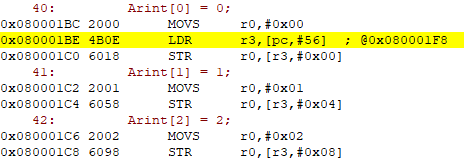 40:         Arint[0] = 0;
0x080001BC 2000      MOVS     r0,#0x00
0x080001BE 4B0E      LDR      r3,[pc,#56]  ; @0x080001F8
0x080001C0 6018      STR      r0,[r3,#0x00]
41:         Arint[1] = 1;
0x080001C2 2001      MOVS     r0,#0x01
0x080001C4 6058      STR      r0,[r3,#0x04]
42:         Arint[2] = 2;
0x080001C6 2002      MOVS     r0,#0x02
0x080001C8 6098      STR      r0,[r3,#0x08]